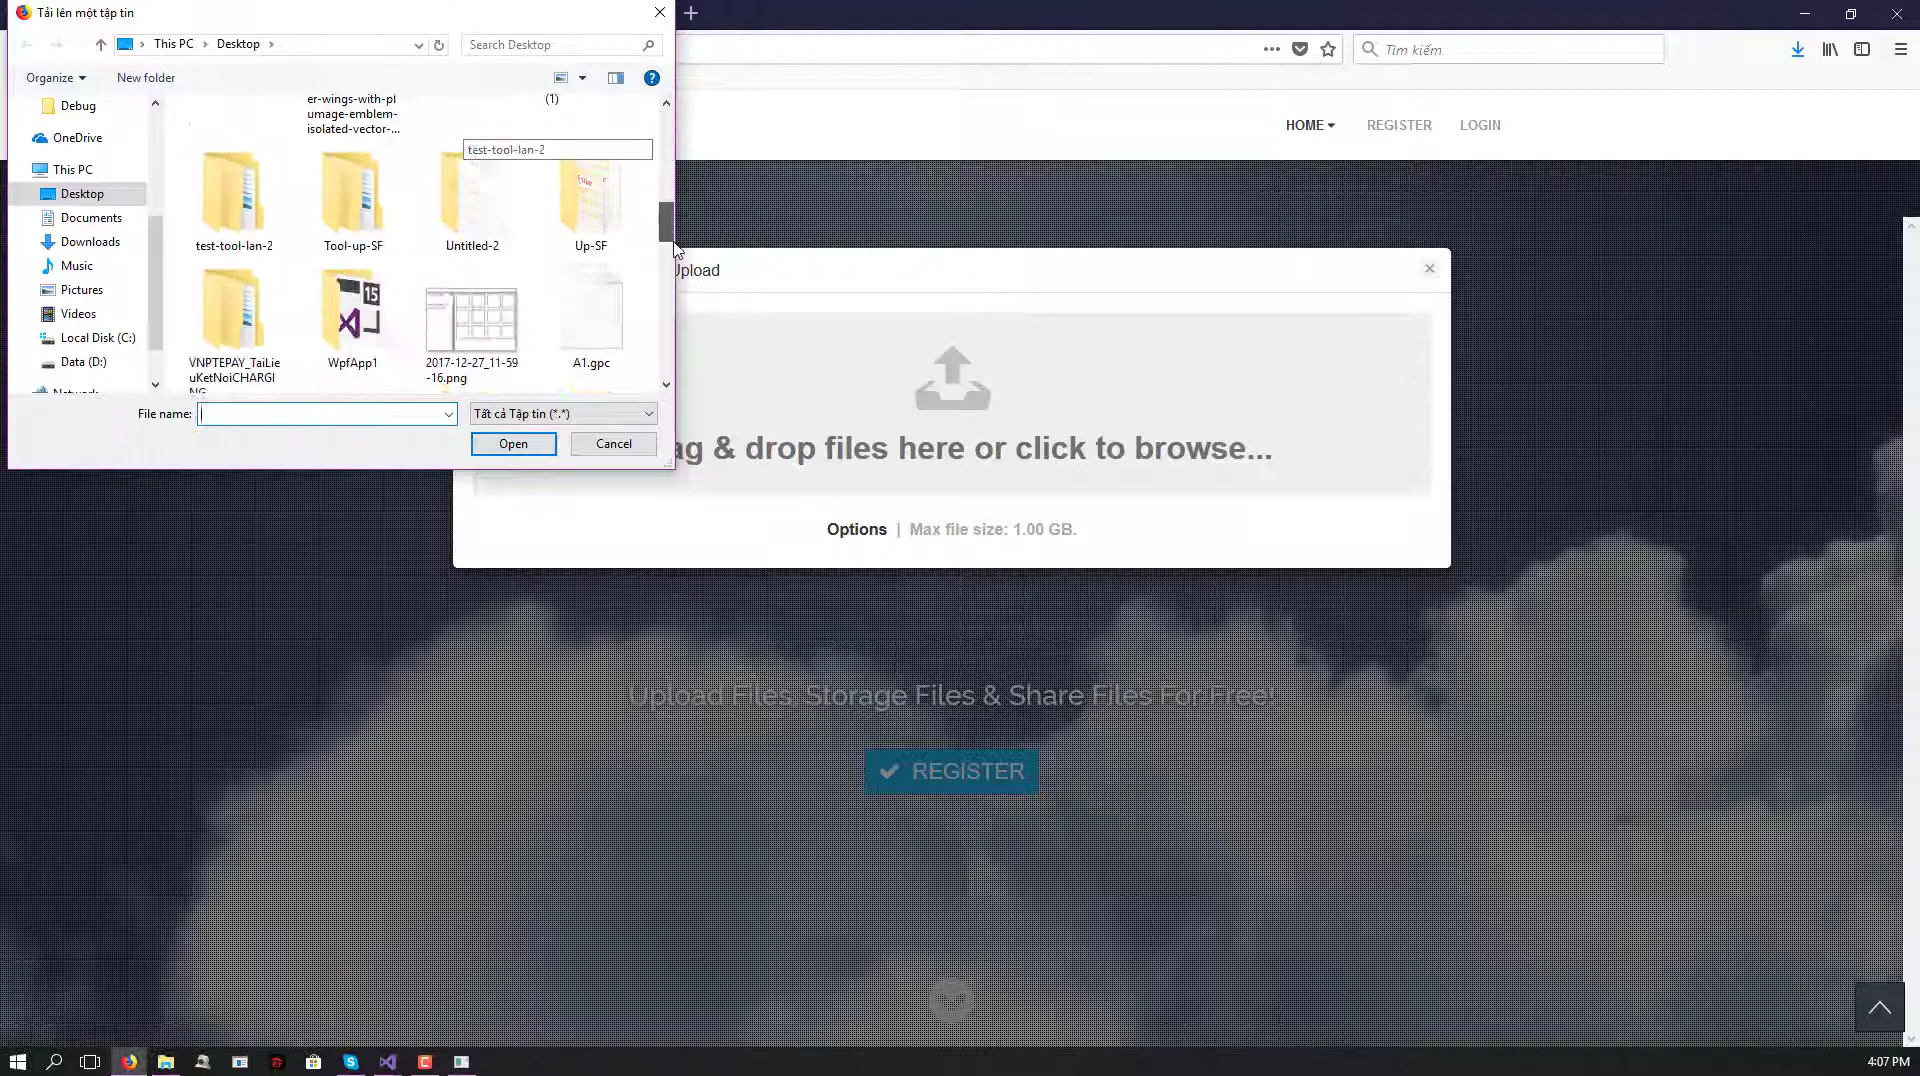 Tải lên một tập tin
This PC
Desktop
Search Desktop
Tìm kiếm
Organize
New folder
Debug
OneDrive
This PC
Desktop
Documents
Downloads
Music
Pictures
Videos
Local Disk (C:)
Data (D:)
er-wings-with-pl
umage-emblem-
isolated-vector-...
(1)
test-tool-lan-2
test-tool-lan-2
Tool-up-SF
Untitled-2
Up-SF
VNPTEPAY_TaiLie
uKetNoiCHARGI
NG
WpfApp1
2017-12-27_11-59
-16.png
A1.gpc
File name:
Tất cả Tập tin (*.*)
Open
Cancel
HOME
REGISTER
LOGIN
Upload
ag & drop files here or click to browse...
Options | Max file size: 1.00 GB.
Upload Files, Storage Files & Share Files For Free!
REGISTER
4:07 PM